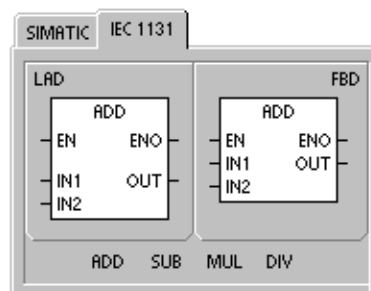 SIMATIC IEC 1131
LAD FBD
ADD ADD
EN ENO EN ENO
IN1 OUT IN1 OUT
IN2 IN2
ADD SUB MUL DIV